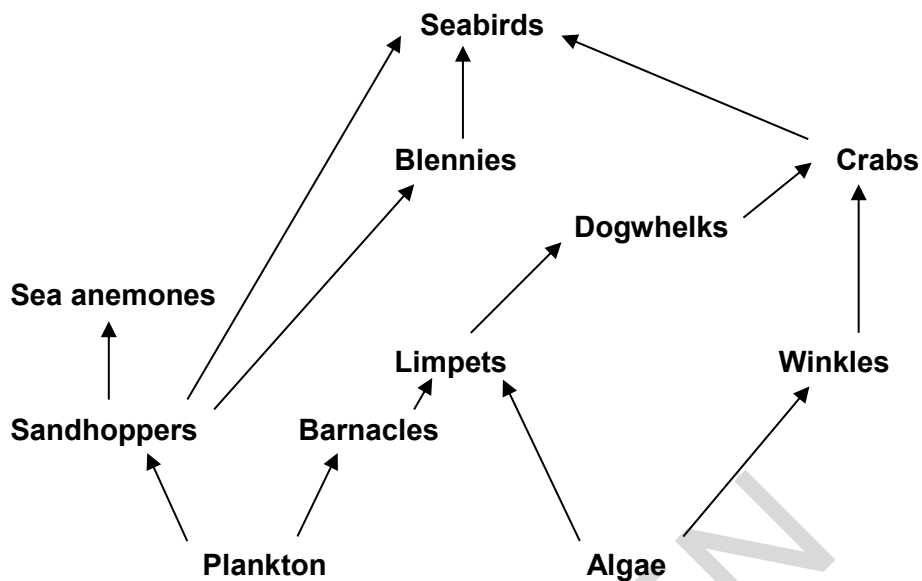 Seabirds
Blennies
Crabs
Dogwhelks
Sea anemones
Limpets
Winkles
Sandhoppers
Barnacles
Plankton
Algae